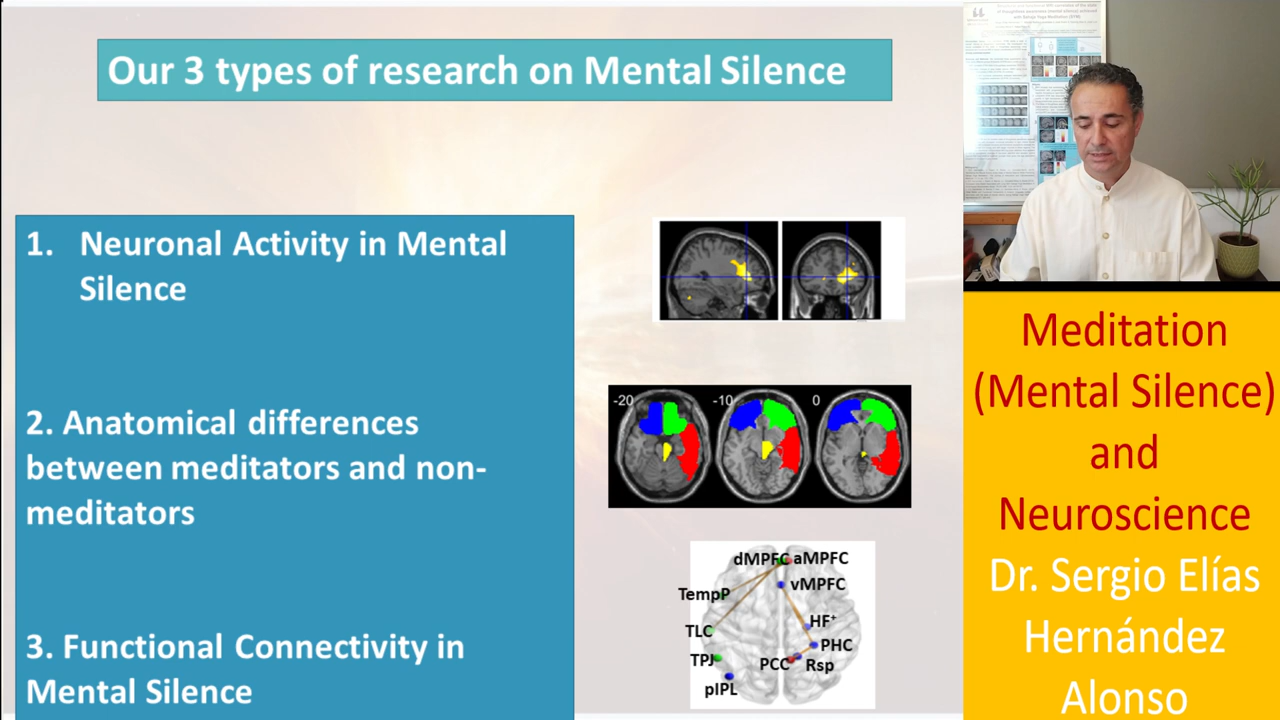 Our 3 types of research on Mental Silence
1. Neuronal Activity in Mental
Silence
2. Anatomical differences
between meditators and non-
meditators
3. Functional Connectivity in
Mental Silence
-20
-10
0
dMPFC
aMPFC
vMPFC
TempP
HF+
TLC
PHC
TPJ
PCC
Rsp
pIPL
Meditation
(Mental Silence)
and
Neuroscience
Dr. Sergio Elías
Hernández
Alonso